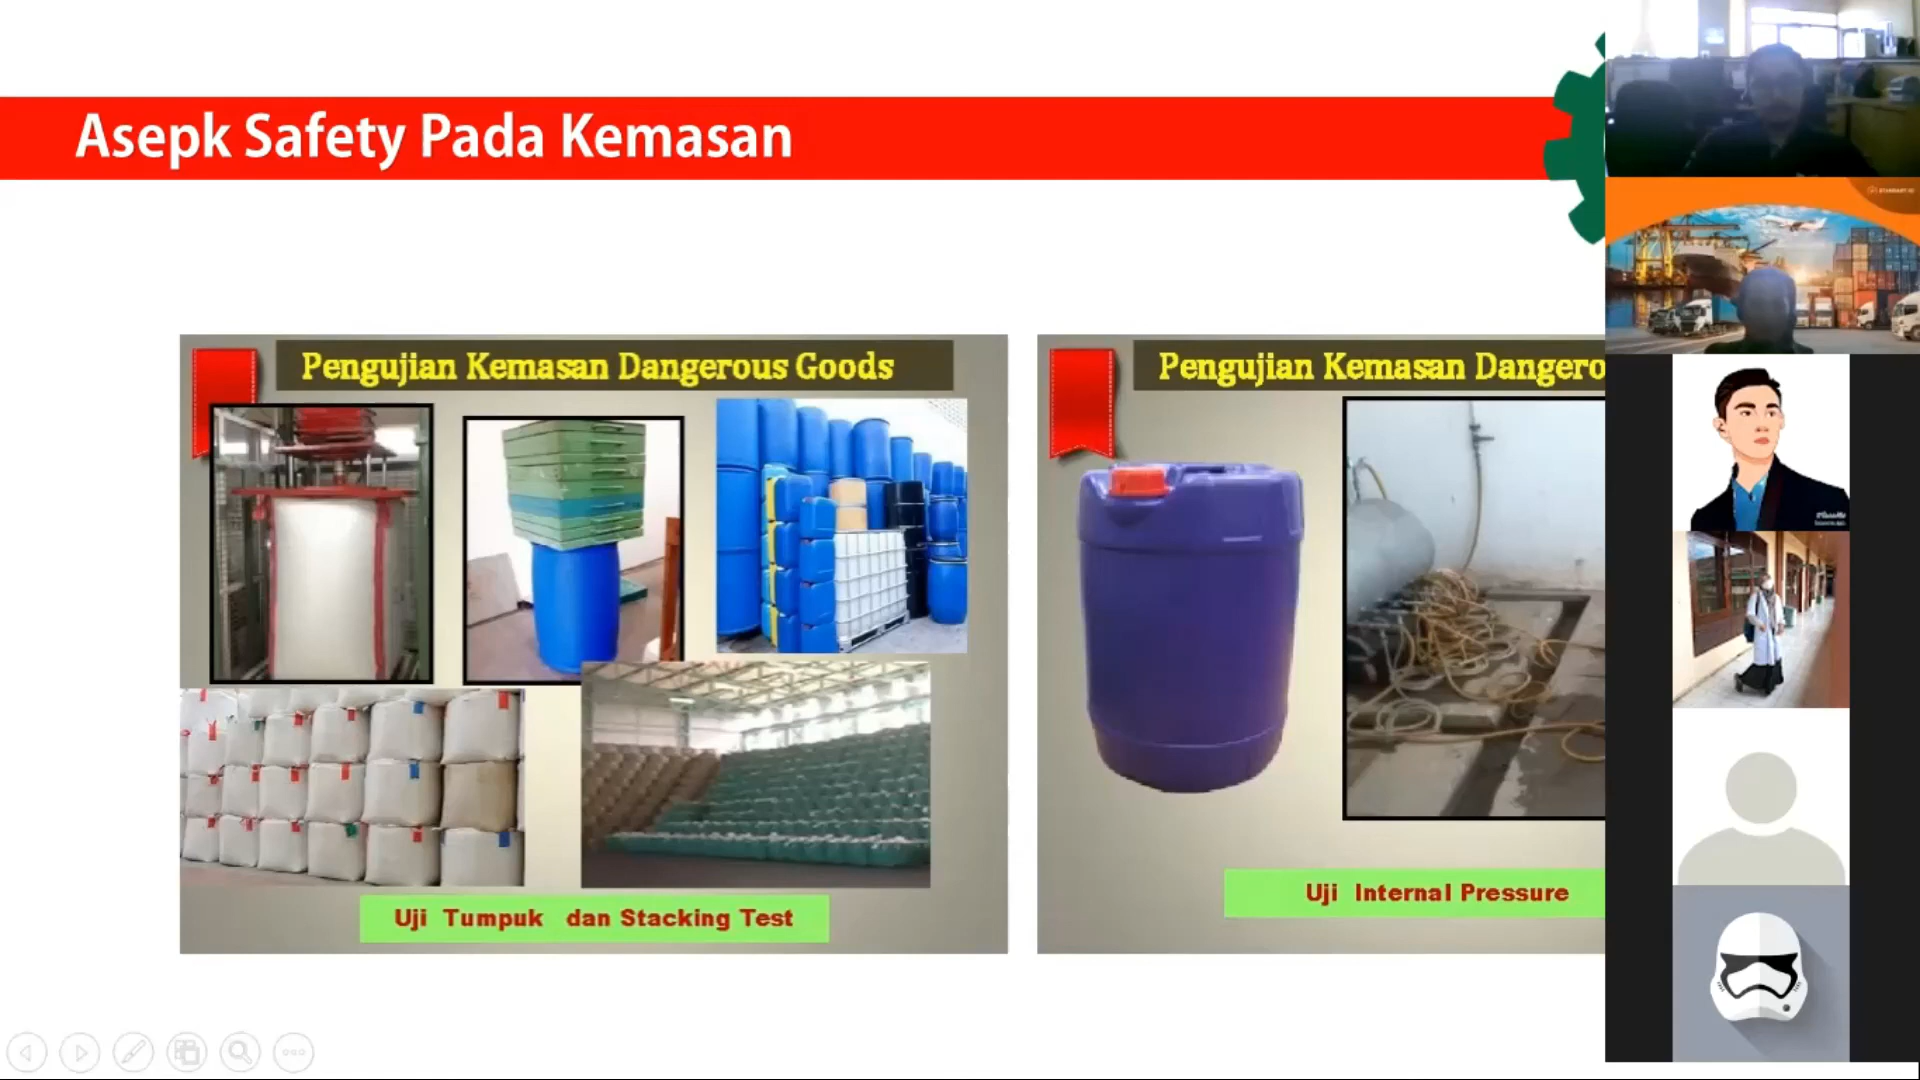 Asepk Safety Pada Kemasan
Pengujian Kemasan Dangerous Goods
Uji Tumpuk dan Stacking Test
Pengujian Kemasan Dangero
Uji Internal Pressure